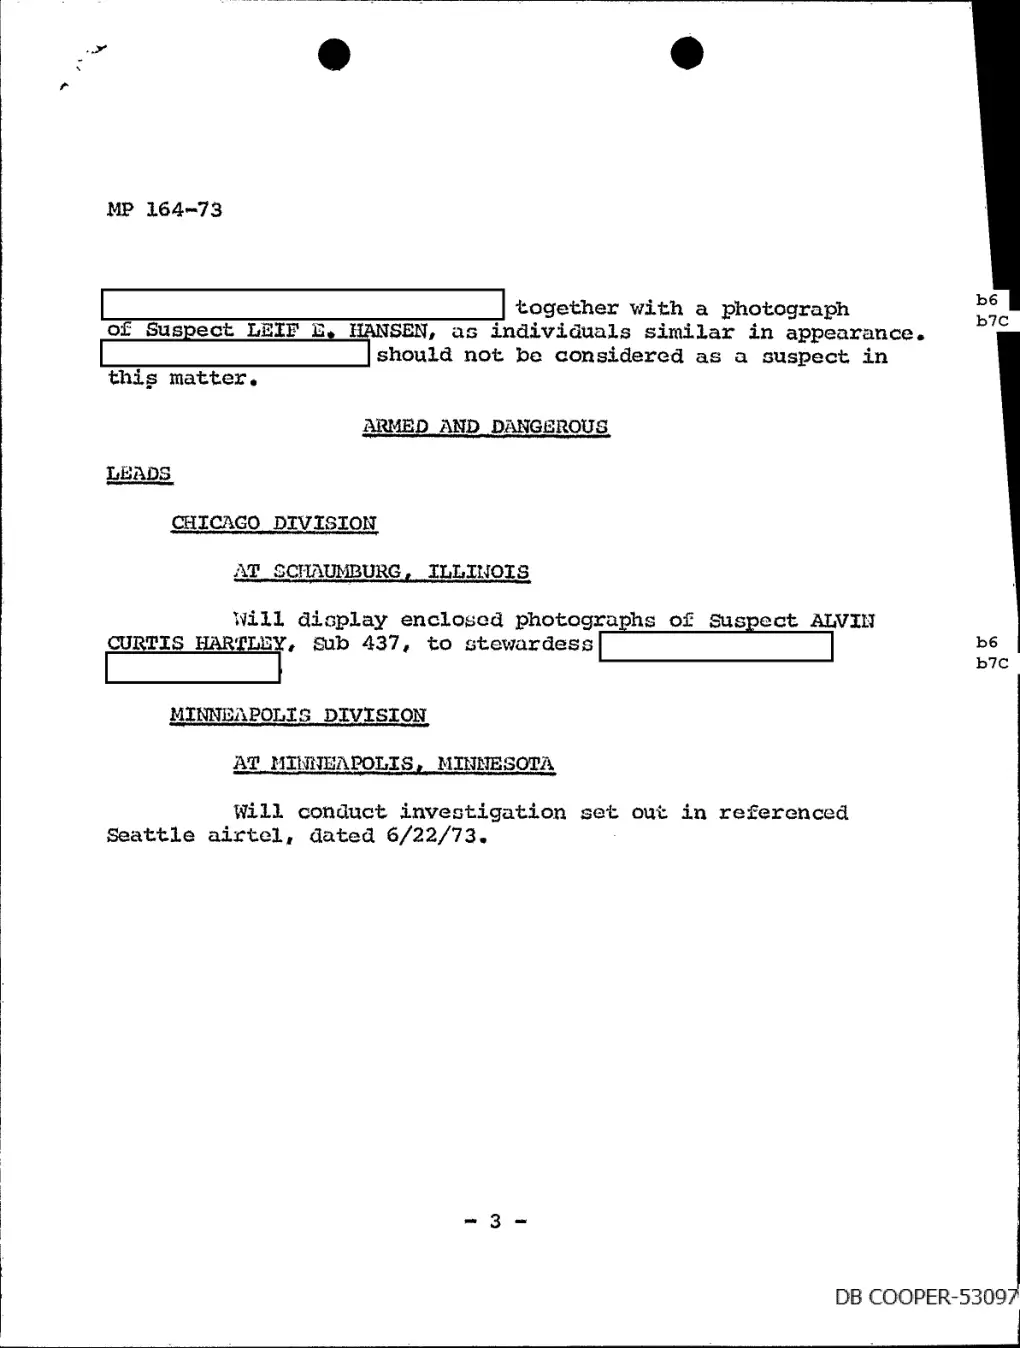 MP 164-73
together with a photograph
b6
b7C
of Suspect LEIF E. HANSEN, as individuals similar in appearance.
should not be considered as a suspect in
this matter.
ARMED AND DANGEROUS
LEADS
CHICAGO DIVISION
AT SCHAUMBURG, ILLINOIS
Will display enclosed photographs of Suspect ALVIN
CURTIS HARTLEY, Sub 437, to stewardess
b6
b7C
MINNEAPOLIS DIVISION
AT MINNEAPOLIS, MINNESOTA
Will conduct investigation set out in referenced
Seattle airtel, dated 6/22/73.
- 3 -
DB COOPER-53097